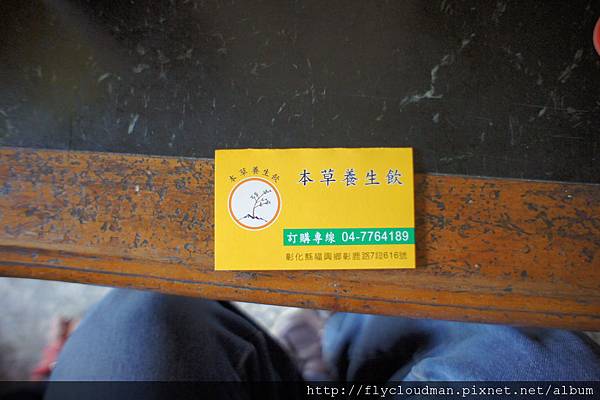 本草養生飲
本草養生飲
訂購專線 04-7764189
彰化縣福興鄉彰鹿路7段616號
http://flycloudman.pixnet.net/album